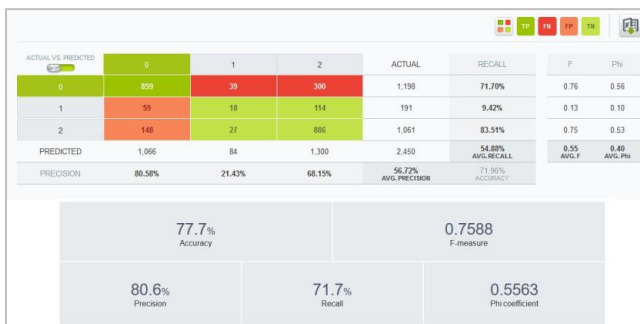 TP FN FP TN
ACTUAL VS. PREDICTED 0 1 2 ACTUAL RECALL F Phi
0 859 39 300 1,198 71.70% 0.76 0.56
1 59 18 114 191 9.42% 0.13 0.10
2 148 27 886 1,061 83.51% 0.75 0.53
PREDICTED 1,066 84 1,300 2,450 54.88% AVG. RECALL 0.55 AVG. F 0.40 AVG. Phi
PRECISION 80.58% 21.43% 68.15% 56.72% AVG. PRECISION 71.96% ACCURACY
77.7%
Accuracy
0.7588
F-measure
80.6%
Precision
71.7%
Recall
0.5563
Phi coefficient